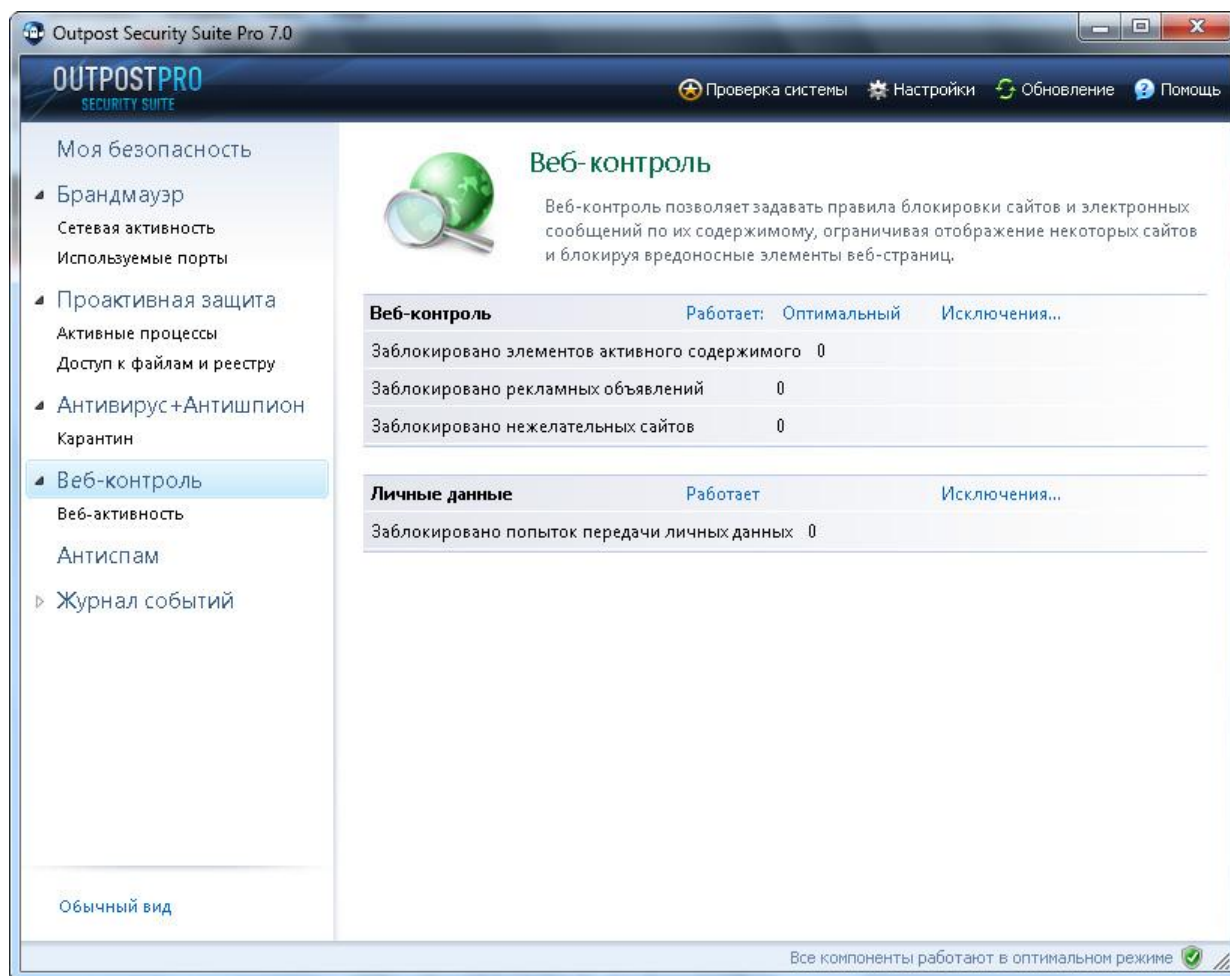 Outpost Security Suite Pro 7.0
OUTPOSTPRO
SECURITY SUITE
Проверка системы Настройки Обновление Помощь
Моя безопасность
Брандмауэр
Сетевая активность
Используемые порты
Проактивная защита
Активные процессы
Доступ к файлам и реестру
Антивирус+Антишпион
Карантин
Веб-контроль
Веб-активность
Антиспам
Журнал событий
Обычный вид
Веб-контроль
Веб-контроль позволяет задавать правила блокировки сайтов и электронных
сообщений по их содержимому, ограничивая отображение некоторых сайтов
и блокируя вредоносные элементы веб-страниц.
Веб-контроль Работает: Оптимальный Исключения...
Заблокировано элементов активного содержимого 0
Заблокировано рекламных объявлений 0
Заблокировано нежелательных сайтов 0
Личные данные Работает Исключения...
Заблокировано попыток передачи личных данных 0
Все компоненты работают в оптимальном режиме